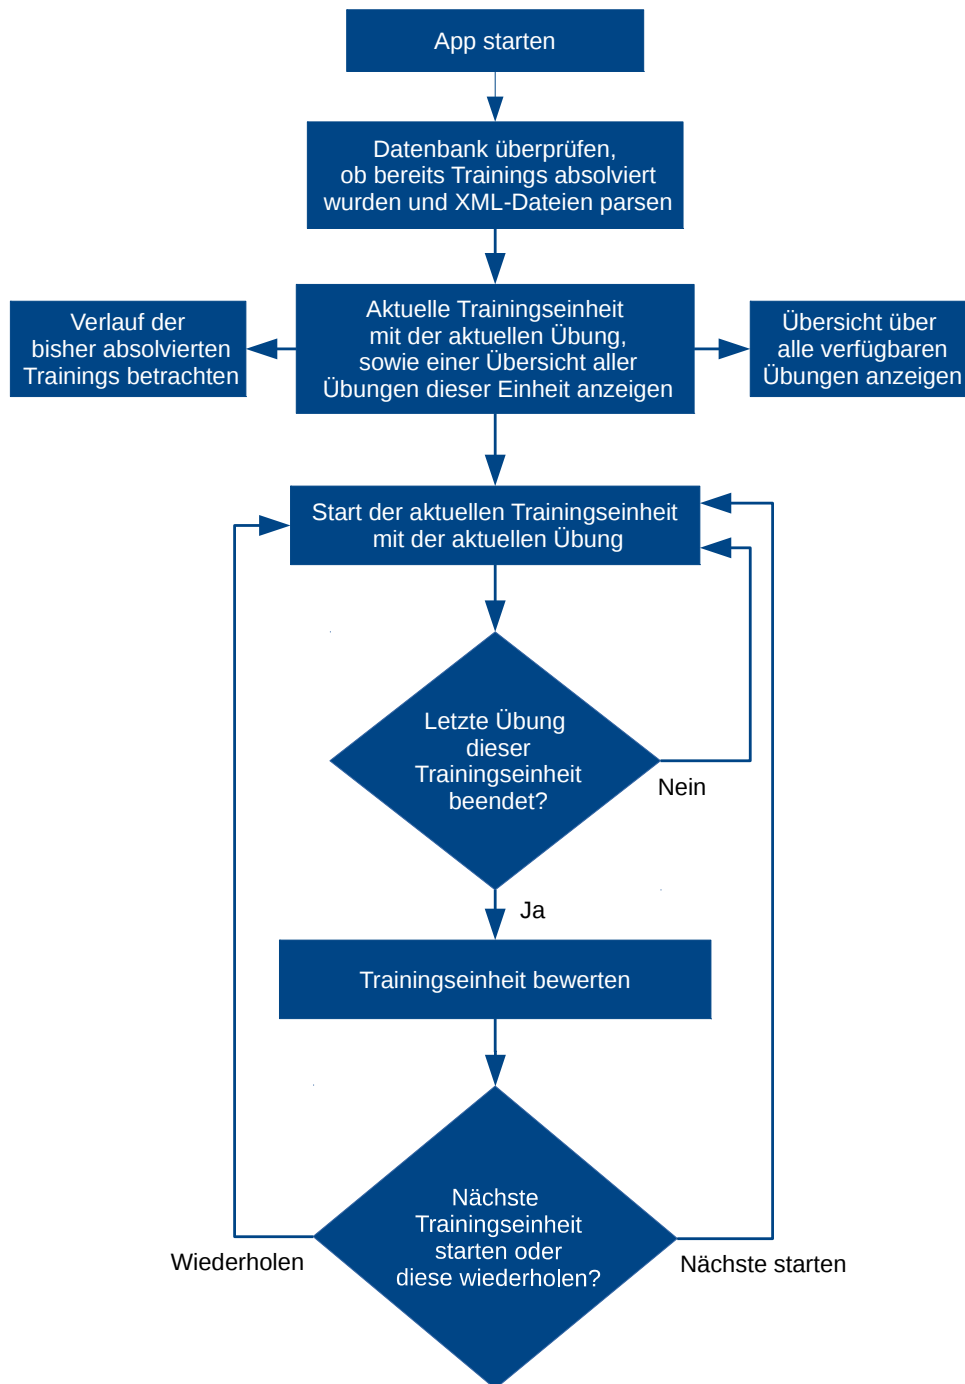 App starten
Datenbank überprüfen,
ob bereits Trainings absolviert
wurden und XML-Dateien parsen
Verlauf der
bisher absolvierten
Trainings betrachten
Aktuelle Trainingseinheit
mit der aktuellen Übung,
sowie einer Übersicht aller
Übungen dieser Einheit anzeigen
Übersicht über
alle verfügbaren
Übungen anzeigen
Start der aktuellen Trainingseinheit
mit der aktuellen Übung
Letzte Übung
dieser
Trainingseinheit
beendet?
Nein
Ja
Trainingseinheit bewerten
Nächste
Trainingseinheit
starten oder
diese wiederholen?
Wiederholen
Nächste starten